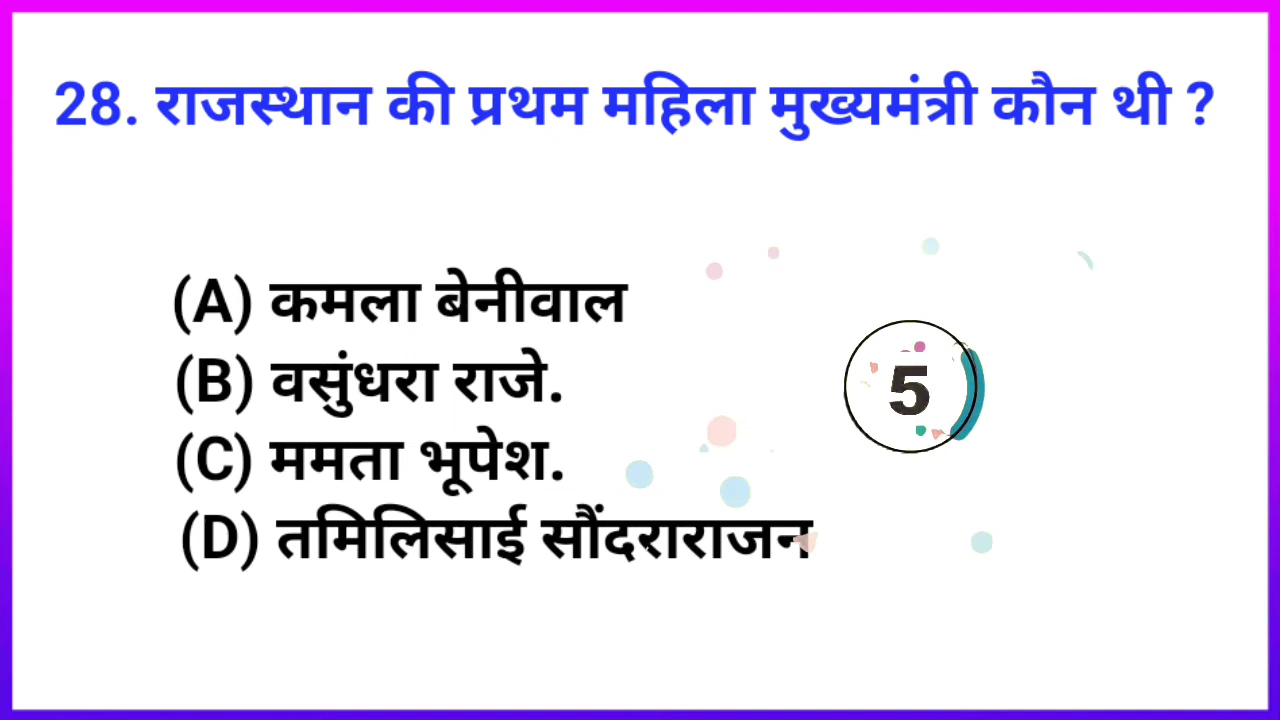 28. राजस्थान की प्रथम महिला मुख्यमंत्री कौन थी ?
(A) कमला बेनीवाल
(B) वसुंधरा राजे.
5
(C) ममता भूपेश.
(D) तमिलिसाई सौंदराराजन